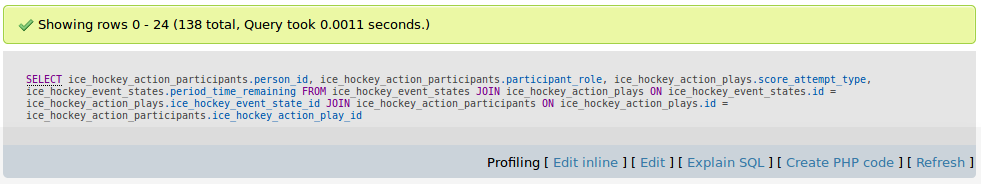 Showing rows 0 - 24 (138 total, Query took 0.0011 seconds.)
SELECT ice_hockey_action_participants.person_id, ice_hockey_action_participants.participant_role, ice_hockey_action_plays.score_attempt_type,
ice_hockey_event_states.period_time_remaining FROM ice_hockey_event_states JOIN ice_hockey_action_plays ON ice_hockey_event_states.id =
ice_hockey_action_plays.ice_hockey_event_state_id JOIN ice_hockey_action_participants ON ice_hockey_action_plays.id =
ice_hockey_action_participants.ice_hockey_action_play_id
Profiling [ Edit inline ] [ Edit ] [ Explain SQL ] [ Create PHP code ] [ Refresh ]